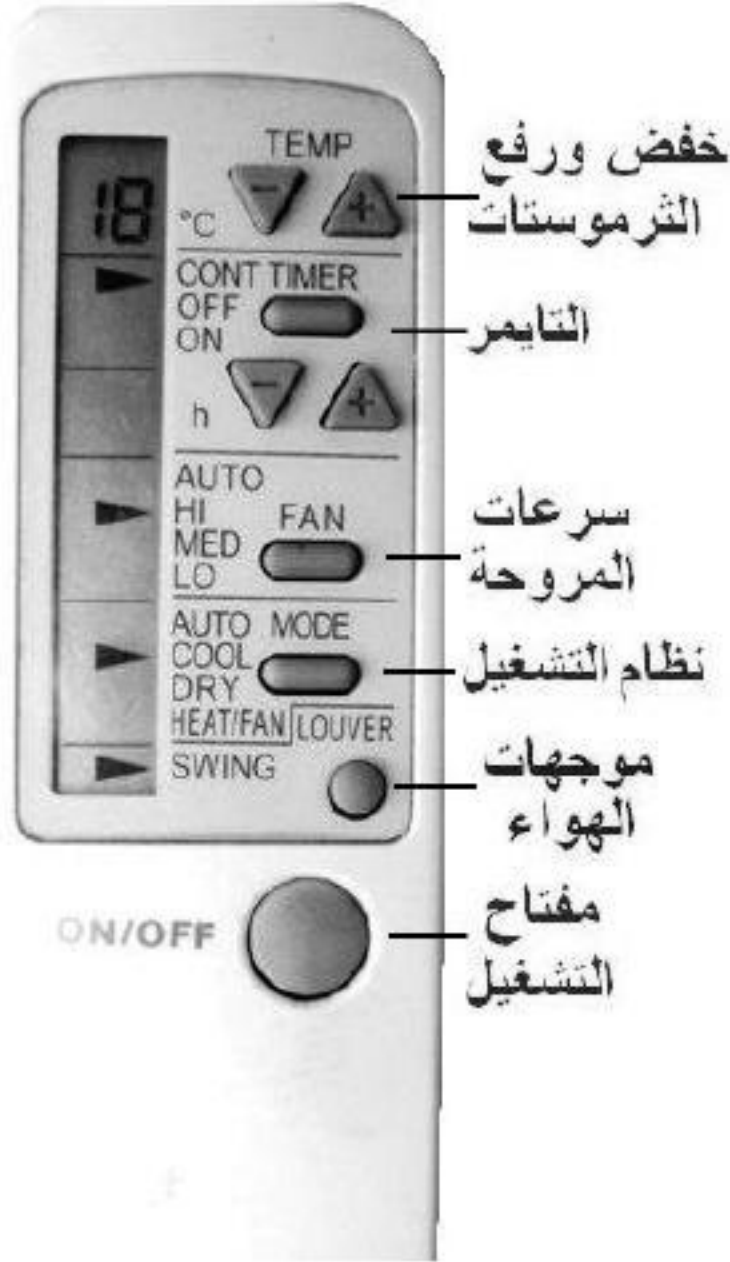 TEMP
خفض ورفع
الثرموستات
18 °C
CONT TIMER
OFF
ON
التايمر
- +
h
AUTO
HI FAN
MED
LO
سرعات
المروحة
AUTO MODE
COOL
DRY
نظام التشغيل
HEAT/FAN LOUVER
SWING
موجهات
الهواء
ON/OFF
مفتاح
التشغيل